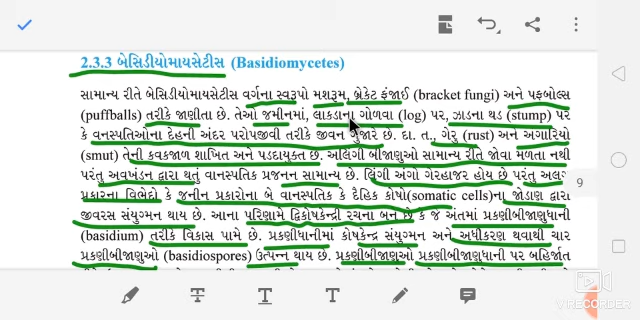 2.3.3 બેસિડીયોમાયસેટીસ (Basidiomycetes)
સામાન્ય રીતે બેસિડીયોમાયસેટીસ વર્ગના સ્વરૂપો મશરૂમ, બ્રેકેટ ફંજાઈ (bracket fungi) અને પફબોલ્સ
(puffballs) તરીકે જાણીતા છે. તેઓ જમીનમાં, લાકડાના ગોળવા (log) પર, ઝાડના થડ (stump) પર
કે વનસ્પતિઓના દેહની અંદર પરોપજીવી તરીકે જીવન ગુજારે છે. દા. ત., ગેરુ (rust) અને અંગારિયો
(smut) તેની કવકજાળ શાખિત અને પડદાયુક્ત છે. અલિંગી બીજાણુઓ સામાન્ય રીતે જોવા મળતા નથી
પરંતુ અવખંડન દ્વારા થતું વાનસ્પતિક પ્રજનન સામાન્ય છે. લિંગી અંગો ગેરહાજર હોય છે પરંતુ અલગ
9
પ્રકારના વિભેદો કે જનીન પ્રકારોના બે વાનસ્પતિક કે દૈહિક કોષો (somatic cells)ના જોડાણ દ્વારા
જીવરસ સંયુગ્મન થાય છે. આના પરિણામે દ્વિકોષકેન્દ્રી રચના બને છે કે જે અંતમાં પ્રકણીબીજાણુધાની
(basidium) તરીકે વિકાસ પામે છે. પ્રકણીધાનીમાં કોષકેન્દ્ર સંયુગ્મન અને અર્ધીકરણ થવાથી ચાર
પ્રકણીબીજાણુઓ (basidiospores) ઉત્પન્ન થાય છે. પ્રકણીબીજાણુઓ પ્રકણીબીજાણુધાની પર બહિર્જાત
VIRECORDER